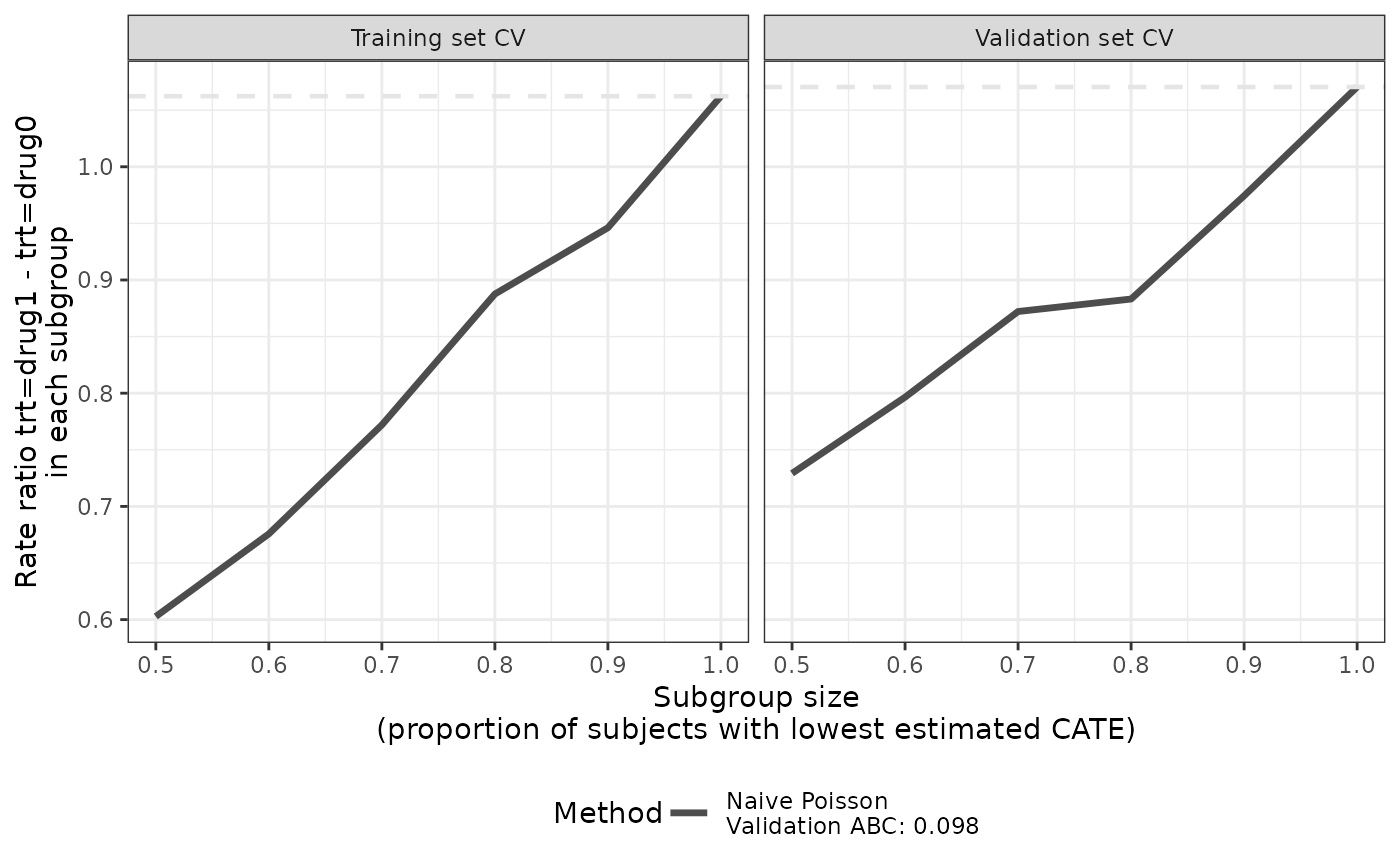 Training set CV
Validation set CV
Rate ratio trt=drug1 - trt=drug0
in each subgroup
1.0
0.9
0.8
0.7
0.6
0.5 0.6 0.7 0.8 0.9 1.0
0.5 0.6 0.7 0.8 0.9 1.0
Subgroup size
(proportion of subjects with lowest estimated CATE)
Method
Naive Poisson
Validation ABC: 0.098